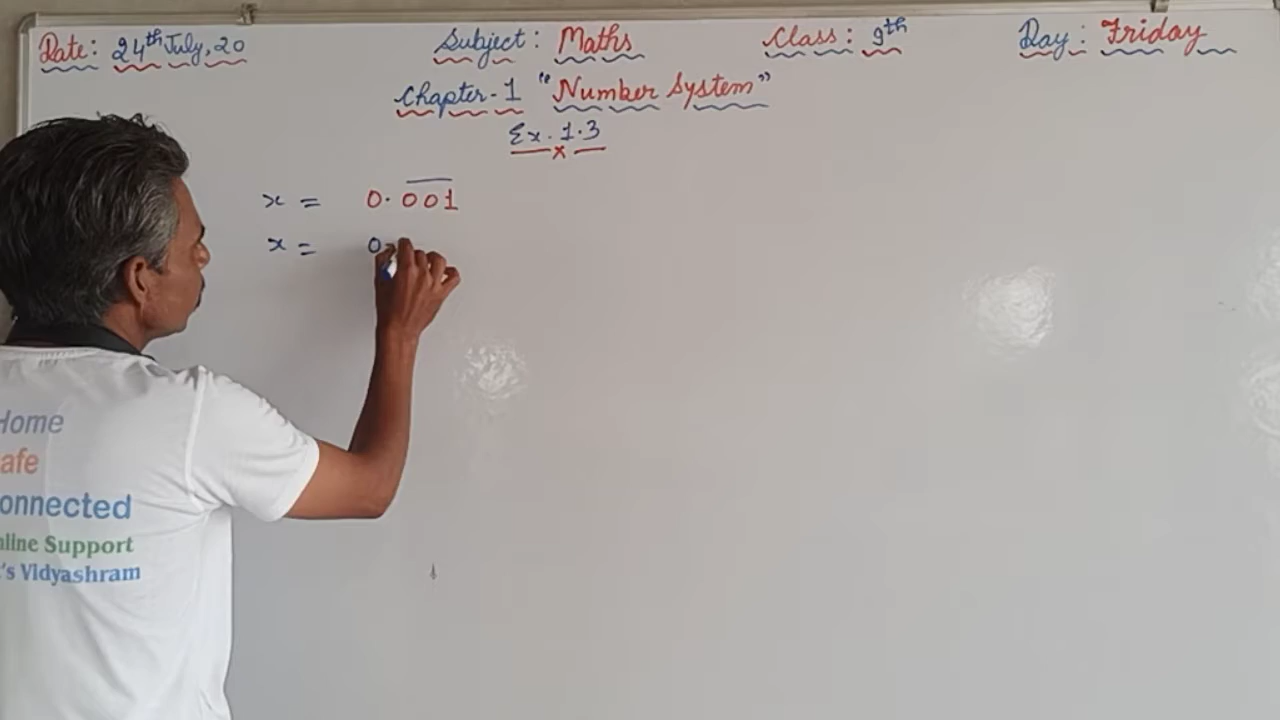 Date: 24th July, 20 Subject: Maths Class: 9th Day: Friday
Chapter-1 "Number System"
Ex. 1.3
x = 0.001
x = 0.
Home
afe
onnected
nline Support
's Vidyashram